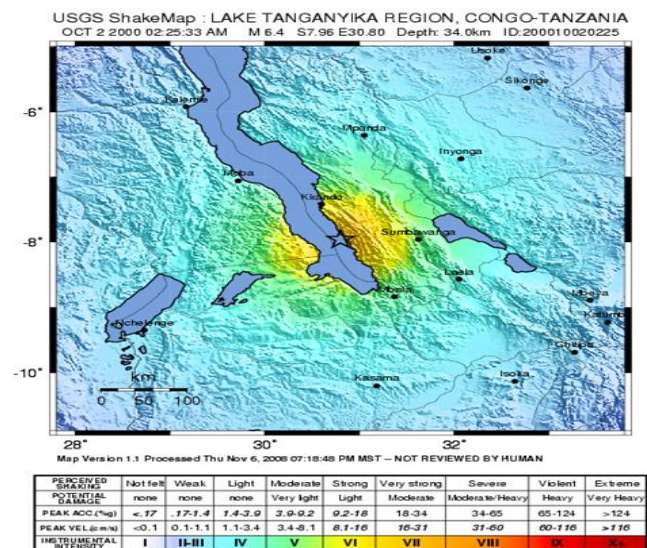 USGS ShakeMap : LAKE TANGANYIKA REGION, CONGO-TANZANIA
OCT 2 2000 02:25:33 AM M 6.4 S7.96 E30.80 Depth: 34.0km ID:200010020225
Usoke
Sikonge
-6°
Kalemie
Mpanda
Inyonga
Moba
Kirando
-8°
Sumbawanga
Laela
Mbala
Mbeya
Nchelenge
Chitipa
-10°
km
Kasama
Isoka
0 50 100
28° 30° 32°
Map Version 1.1 Processed Thu Nov 6, 2008 07:18:48 PM MST -- NOT REVIEWED BY HUMAN
PERCEIVED SHAKING Not felt Weak Light Moderate Strong Very strong Severe Violent Extreme
POTENTIAL DAMAGE none none none Very light Light Moderate Moderate/Heavy Heavy Very Heavy
PEAK ACC.(%g) <.17 .17-1.4 1.4-3.9 3.9-9.2 9.2-18 18-34 34-65 65-124 >124
PEAK VEL.(cm/s) <0.1 0.1-1.1 1.1-3.4 3.4-8.1 8.1-16 16-31 31-60 60-116 >116
INSTRUMENTAL INTENSITY I II-III IV V VI VII VIII IX X+